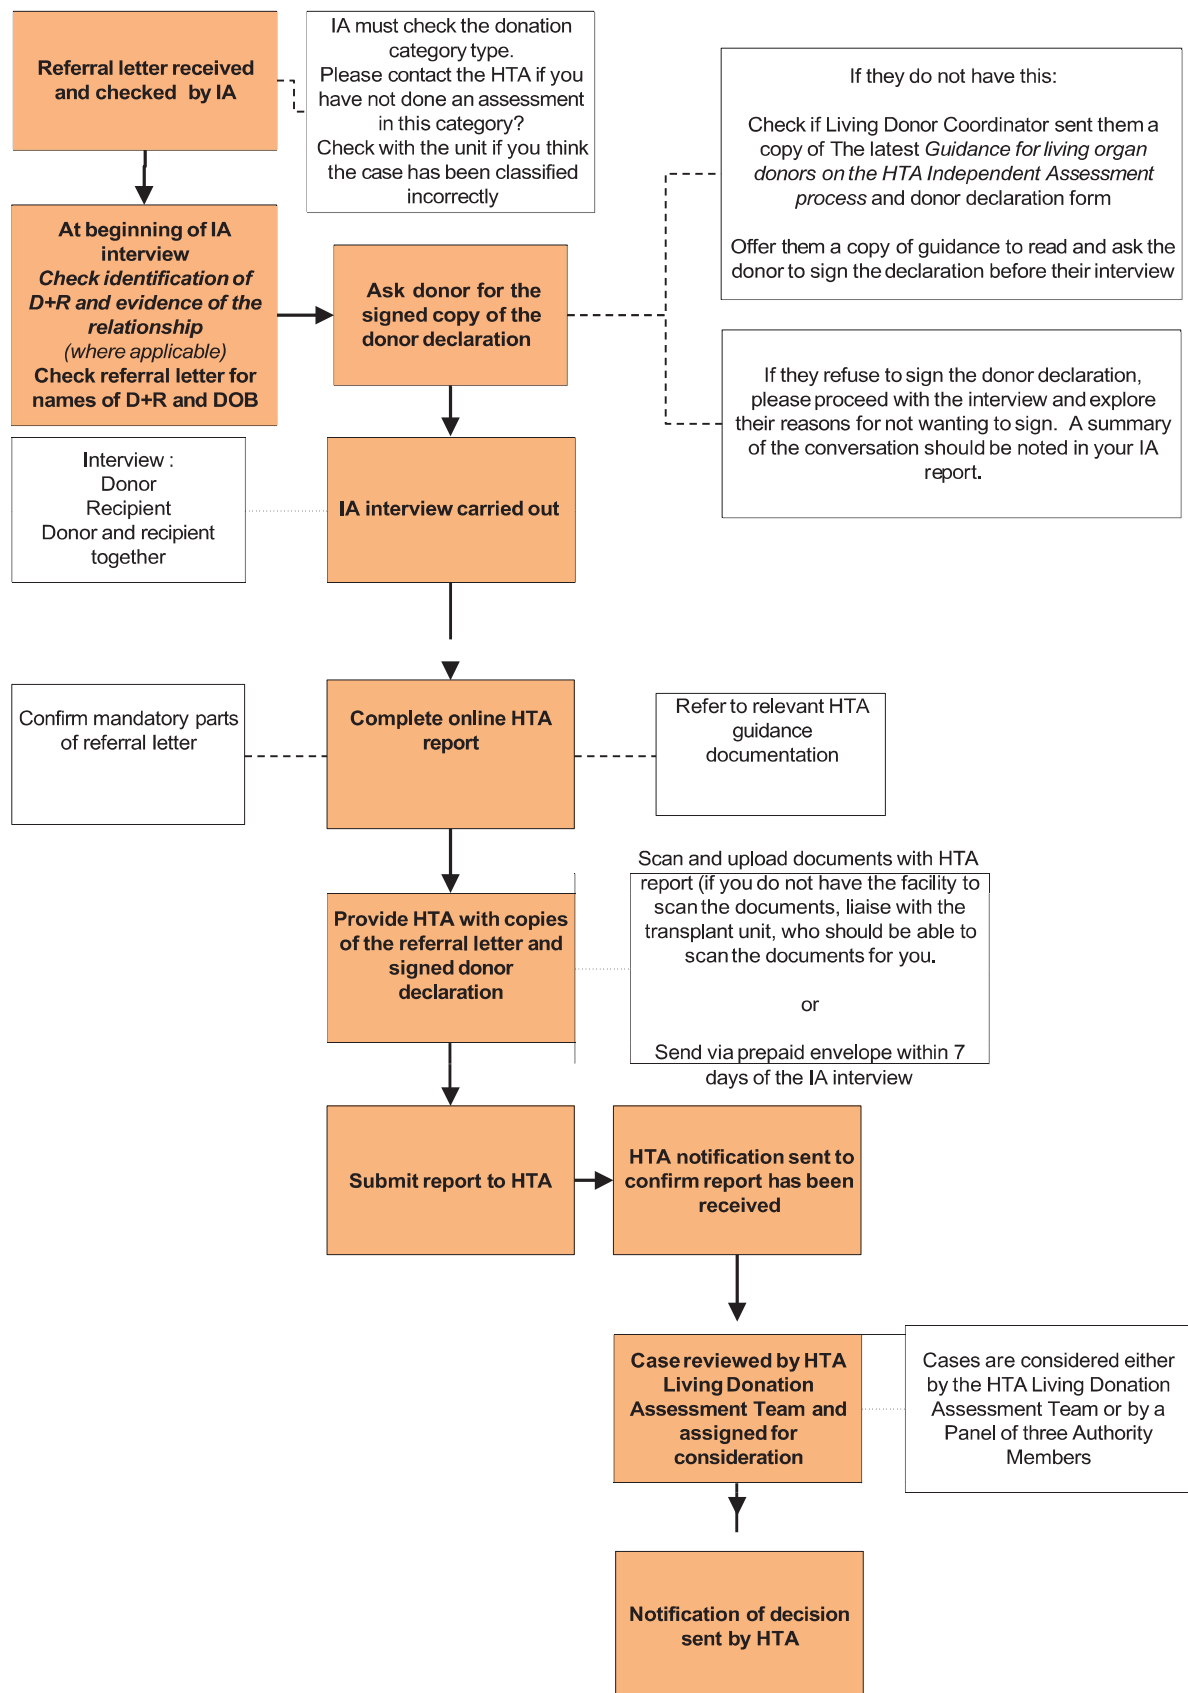 Referral letter received
and checked by IA
IA must check the donation
category type.
Please contact the HTA if you
have not done an assessment
in this category?
Check with the unit if you think
the case has been classified
incorrectly
If they do not have this:
Check if Living Donor Coordinator sent them a
copy of The latest Guidance for living organ
donors on the HTA Independent Assessment
process and donor declaration form
Offer them a copy of guidance to read and ask the
donor to sign the declaration before their interview
At beginning of IA
interview
Check identification of
D+R and evidence of the
relationship
(where applicable)
Check referral letter for
names of D+R and DOB
Ask donor for the
signed copy of the
donor declaration
If they refuse to sign the donor declaration,
please proceed with the interview and explore
their reasons for not wanting to sign. A summary
of the conversation should be noted in your IA
report.
Interview :
Donor
Recipient
Donor and recipient
together
IA interview carried out
Confirm mandatory parts
of referral letter
Complete online HTA
report
Refer to relevant HTA
guidance
documentation
Provide HTA with copies
of the referral letter and
signed donor
declaration
Scan and upload documents with HTA
report (if you do not have the facility to
scan the documents, liaise with the
transplant unit, who should be able to
scan the documents for you.
or
Send via prepaid envelope within 7
days of the IA interview
Submit report to HTA
HTA notification sent to
confirm report has been
received
Case reviewed by HTA
Living Donation
Assessment Team and
assigned for
consideration
Cases are considered either
by the HTA Living Donation
Assessment Team or by a
Panel of three Authority
Members
Notification of decision
sent by HTA